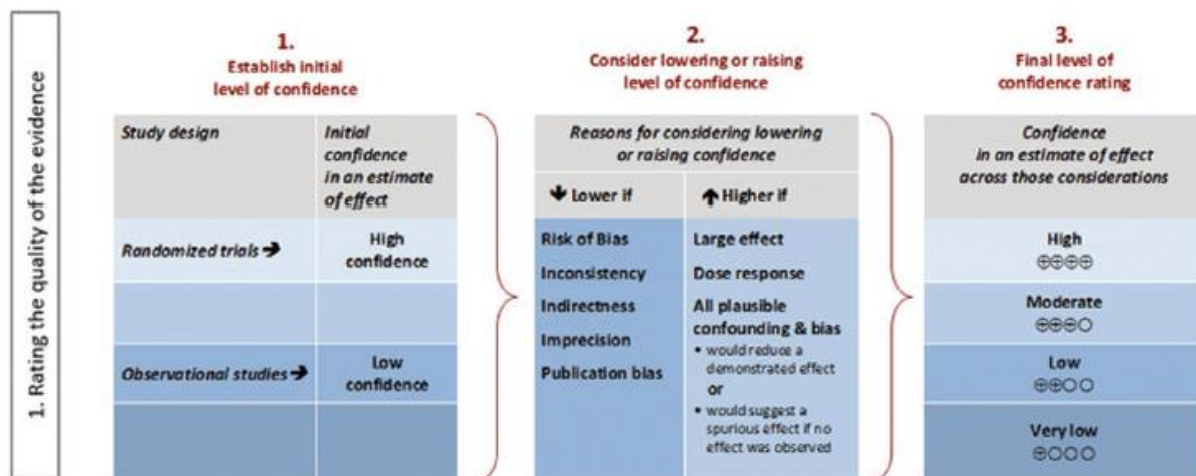 1. Rating the quality of the evidence
1.
Establish initial
level of confidence
Study design
Initial
confidence
in an estimate
of effect
Randomized trials ➔
High
confidence
Observational studies ➔
Low
confidence
2.
Consider lowering or raising
level of confidence
Reasons for considering lowering
or raising confidence
🡇 Lower if
🡅 Higher if
Risk of Bias
Inconsistency
Indirectness
Imprecision
Publication bias
Large effect
Dose response
All plausible
confounding & bias
• would reduce a
demonstrated effect
or
• would suggest a
spurious effect if no
effect was observed
3.
Final level of
confidence rating
Confidence
in an estimate of effect
across those considerations
High
⊕⊕⊕⊕
Moderate
⊕⊕⊕○
Low
⊕⊕○○
Very low
⊕○○○